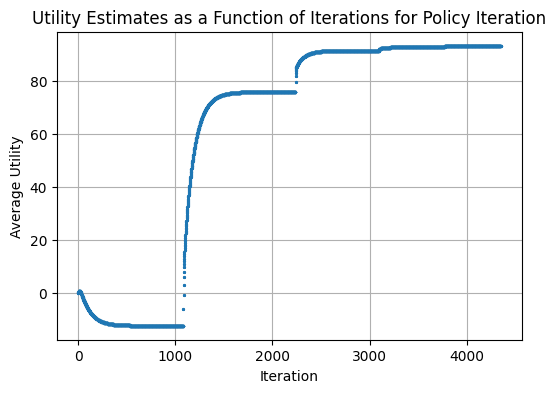 Utility Estimates as a Function of Iterations for Policy Iteration
Average Utility
80
60
40
20
0
0 1000 2000 3000 4000
Iteration